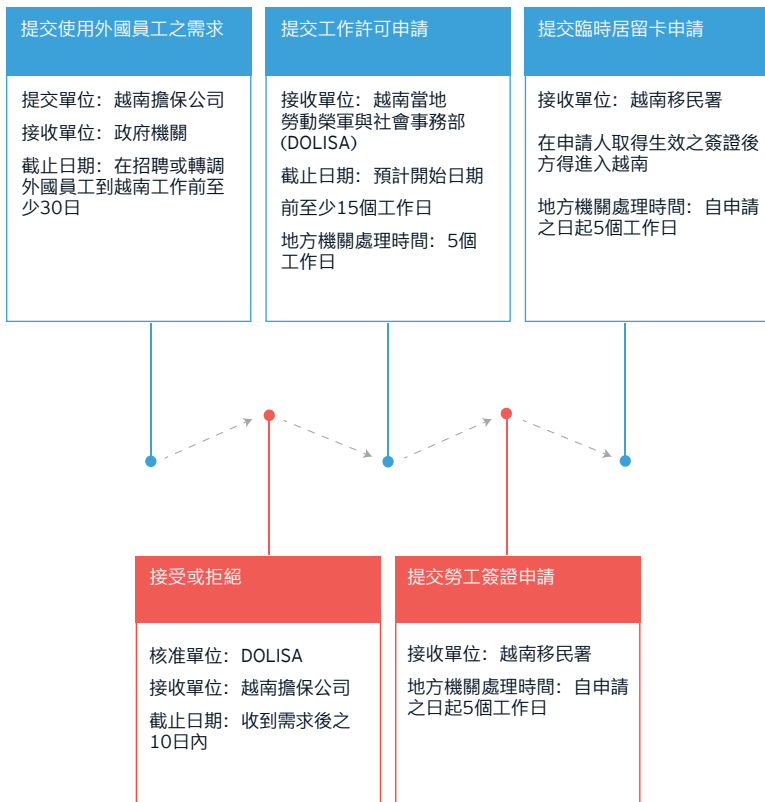 提交使用外國員工之需求
提交單位：越南擔保公司
接收單位：政府機關
截止日期：在招聘或轉調
外國員工到越南工作前至
少30日
提交工作許可申請
接收單位：越南當地
勞動榮軍與社會事務部
(DOLISA)
截止日期：預計開始日期
前至少15個工作日
地方機關處理時間：5個
工作日
提交臨時居留卡申請
接收單位：越南移民署
在申請人取得生效之簽證後
方得進入越南
地方機關處理時間：自申請
之日起5個工作日
接受或拒絕
核准單位：DOLISA
接收單位：越南擔保公司
截止日期：收到需求後之
10日內
提交勞工簽證申請
接收單位：越南移民署
地方機關處理時間：自申請
之日起5個工作日